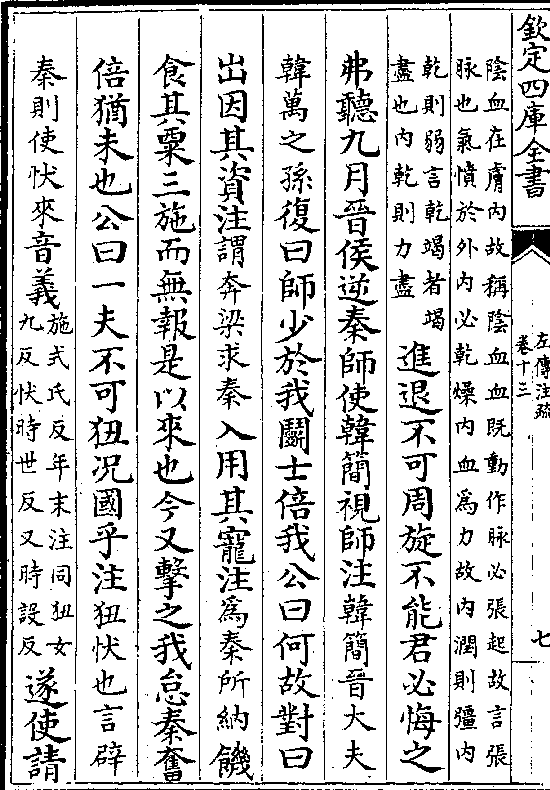 欽定四庫全書
左傳注疏
卷十三
七
陰血在膚內故稱陰血血既動作脉必張起故言張
脉也氣憤於外內必乾燥內血為力故內潤則彊內
乾則弱言乾竭者竭
盡也內乾則力盡
進退不可周旋不能君必悔之
弗聽九月晉侯逆秦師使韓簡視師注韓簡晉大夫
韓萬之孫復曰師少於我鬬士倍我公曰何故對曰
出因其資注謂奔梁求秦入用其寵注為秦所納饑
食其粟三施而無報是以來也今又擊之我怠秦奮
倍猶未也公曰一夫不可狃況國乎注狃忕也言辟
秦則使忕來音義
施式氏反年末注同狃女
九反忕時世反又時設反
遂使請